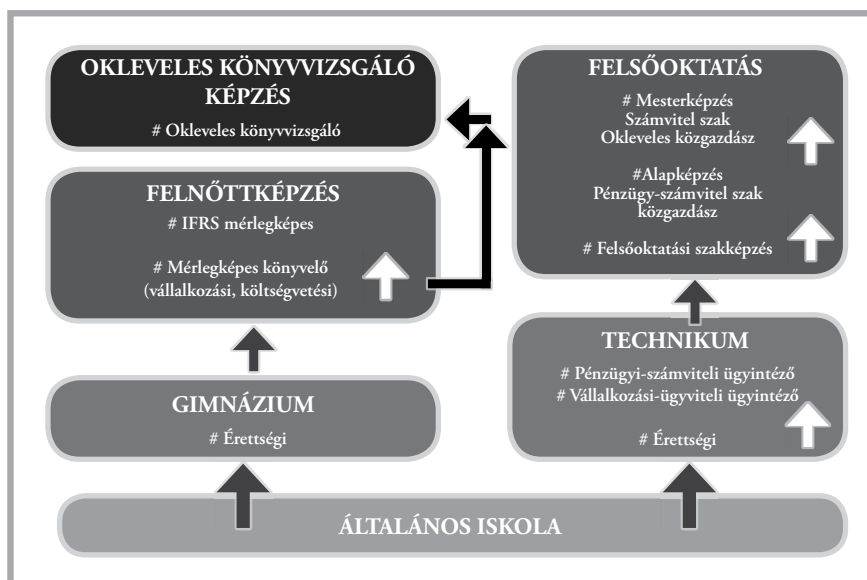 OKLEVELES KÖNYVVIZSGÁLÓ
KÉPZÉS
# Okleveles könyvvizsgáló
FELNŐTTKÉPZÉS
# IFRS mérlegképes
# Mérlegképes könyvelő
(vállalkozási, költségvetési)
GIMNÁZIUM
# Érettségi
FELSŐOKTATÁS
# Mesterképzés
Számvitel szak
Okleveles közgazdász
#Alapképzés
Pénzügy-számvitel szak
közgazdász
# Felsőoktatási szakképzés
TECHNIKUM
# Pénzügyi-számviteli ügyintéző
# Vállalkozási-ügyviteli ügyintéző
# Érettségi
ÁLTALÁNOS ISKOLA